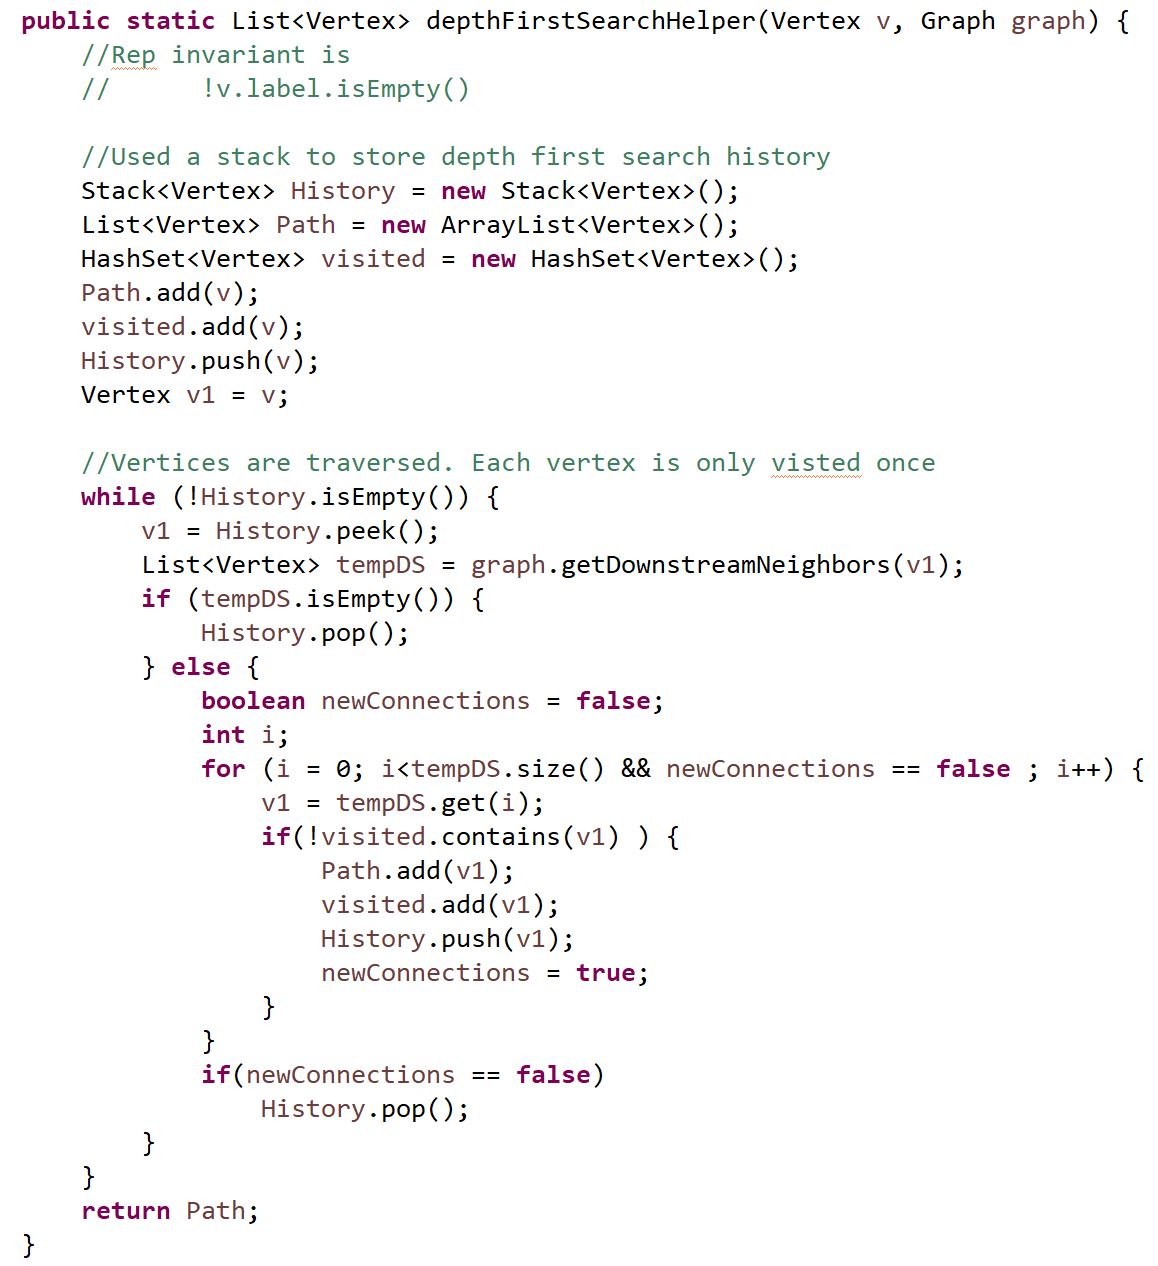 public static List<Vertex> depthFirstSearchHelper(Vertex v, Graph graph) {
    //Rep invariant is
    //      !v.label.isEmpty()

    //Used a stack to store depth first search history
    Stack<Vertex> History = new Stack<Vertex>();
    List<Vertex> Path = new ArrayList<Vertex>();
    HashSet<Vertex> visited = new HashSet<Vertex>();
    Path.add(v);
    visited.add(v);
    History.push(v);
    Vertex v1 = v;

    //Vertices are traversed. Each vertex is only visted once
    while (!History.isEmpty()) {
        v1 = History.peek();
        List<Vertex> tempDS = graph.getDownstreamNeighbors(v1);
        if (tempDS.isEmpty()) {
            History.pop();
        } else {
            boolean newConnections = false;
            int i;
            for (i = 0; i<tempDS.size() && newConnections == false ; i++) {
                v1 = tempDS.get(i);
                if(!visited.contains(v1) ) {
                    Path.add(v1);
                    visited.add(v1);
                    History.push(v1);
                    newConnections = true;
                }
            }
            if(newConnections == false)
                History.pop();
        }
    }
    return Path;
}